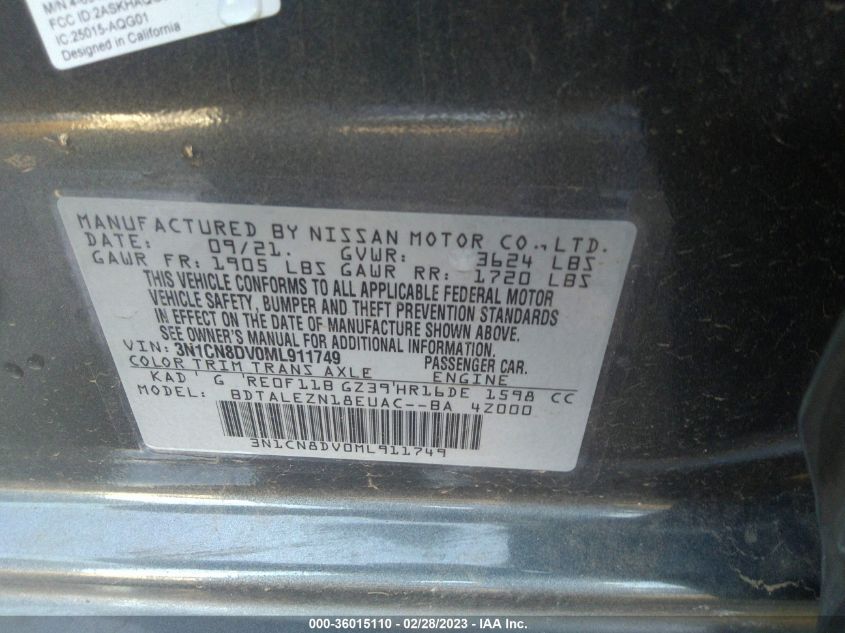 FCC ID:2ASKHAQG
IC:25015-AQG01
Designed in California
MANUFACTURED BY NISSAN MOTOR CO., LTD.
DATE: 09/21. GVWR: 3624 LBS
GAWR FR: 1905 LBS GAWR RR: 1720 LBS
THIS VEHICLE CONFORMS TO ALL APPLICABLE FEDERAL MOTOR
VEHICLE SAFETY, BUMPER AND THEFT PREVENTION STANDARDS
IN EFFECT ON THE DATE OF MANUFACTURE SHOWN ABOVE.
SEE OWNER'S MANUAL FOR ADDITIONAL INFORMATION.
VIN: 3N1CN8DV0ML911749 PASSENGER CAR.
COLOR TRIM TRANS AXLE ENGINE
KAD G RE0F11B GZ39 HR16DE 1598 CC
MODEL: BDTALEZN18EUAC--BA 4Z000
3N1CN8DV0ML911749
000-36015110 - 02/28/2023 - IAA Inc.